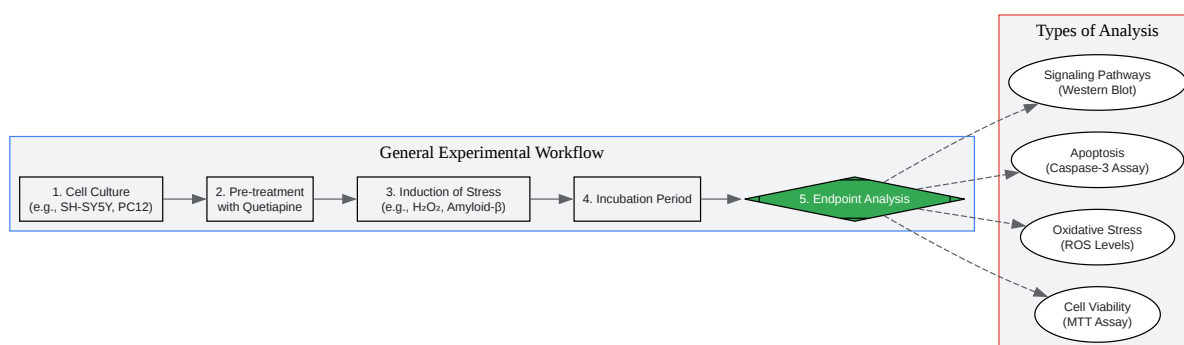 Types of Analysis
Signaling Pathways
(Western Blot)
General Experimental Workflow
Apoptosis
(Caspase-3 Assay)
1. Cell Culture
(e.g., SH-SY5Y, PC12)
2. Pre-treatment
with Quetiapine
3. Induction of Stress
(e.g., H₂O₂, Amyloid-β)
4. Incubation Period
5. Endpoint Analysis
Oxidative Stress
(ROS Levels)
Cell Viability
(MTT Assay)